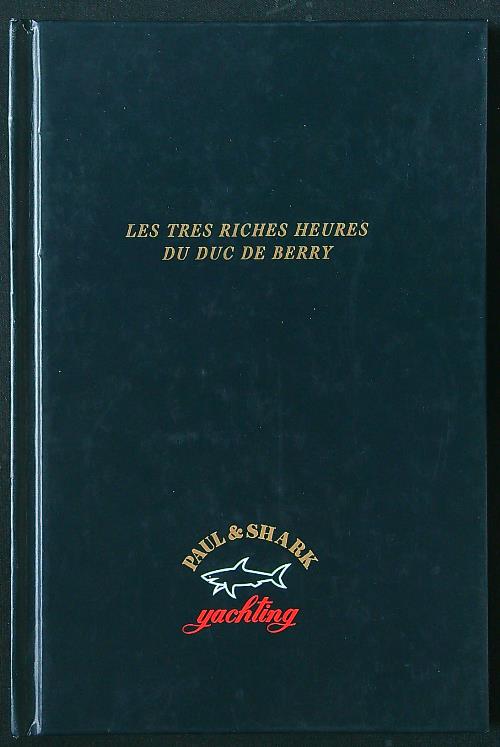 LES TRES RICHES HEURES
DU DUC DE BERRY
PAUL & SHARK
yachting